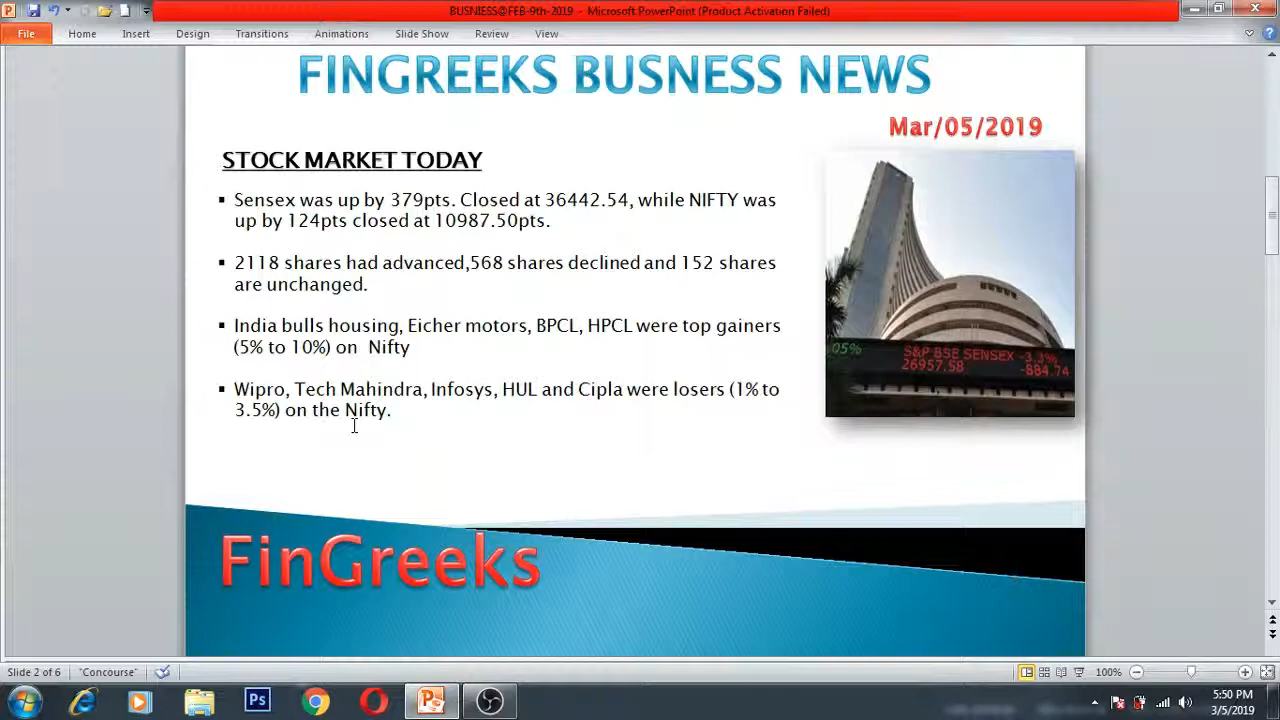 BUSNIESS@FEB-9th-2019 - Microsoft PowerPoint (Product Activation Failed)
File Home Insert Design Transitions Animations Slide Show Review View
FINGREEKS BUSNESS NEWS
Mar/05/2019
STOCK MARKET TODAY
▪ Sensex was up by 379pts. Closed at 36442.54, while NIFTY was
up by 124pts closed at 10987.50pts.
▪ 2118 shares had advanced,568 shares declined and 152 shares
are unchanged.
▪ India bulls housing, Eicher motors, BPCL, HPCL were top gainers
(5% to 10%) on Nifty
▪ Wipro, Tech Mahindra, Infosys, HUL and Cipla were losers (1% to
3.5%) on the Nifty.
05% S&P BSE SENSEX -3.3%
26957.58 -884.74
FinGreeks
Slide 2 of 6 "Concourse" 100%
Ps
5:50 PM
3/5/2019